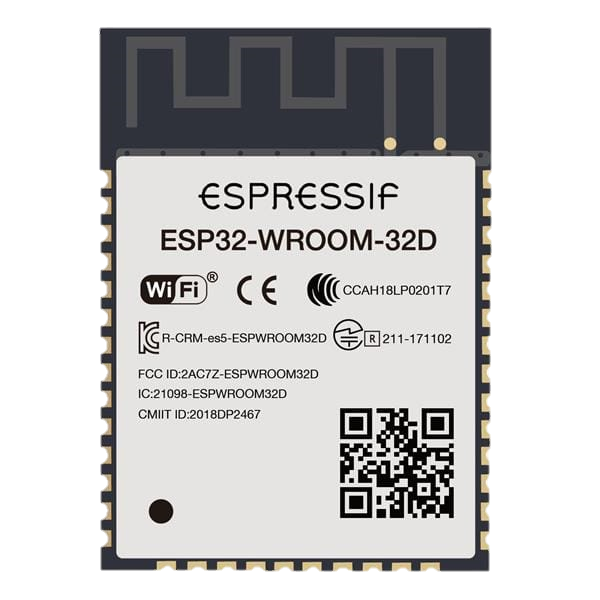 ESPRESSIF
ESP32-WROOM-32D
WiFi® CE CCAH18LP0201T7
R-CRM-es5-ESPWROOM32D R 211-171102
FCC ID:2AC7Z-ESPWROOM32D
IC:21098-ESPWROOM32D
CMIIT ID:2018DP2467